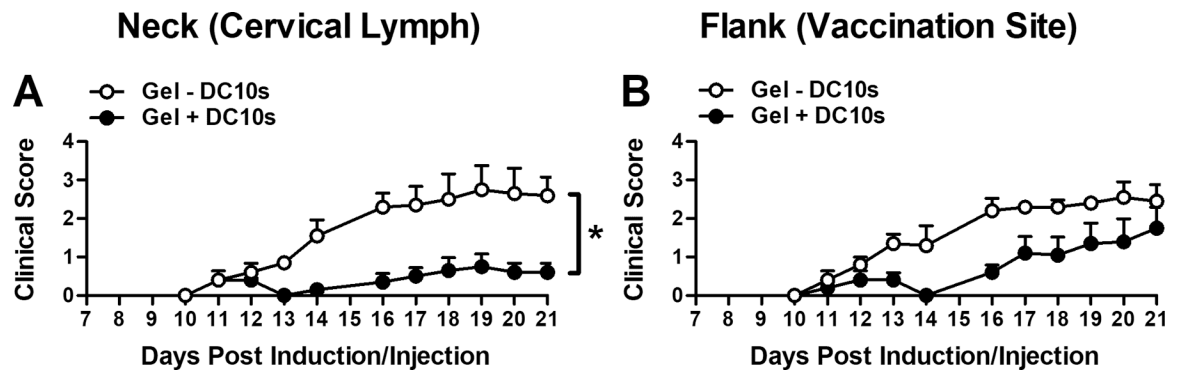 Neck (Cervical Lymph)
A
Gel - DC10s
Gel + DC10s
Clinical Score
4
3
2
1
0
7 8 9 10 11 12 13 14 15 16 17 18 19 20 21
Days Post Induction/Injection
*
Flank (Vaccination Site)
B
Gel - DC10s
Gel + DC10s
Clinical Score
4
3
2
1
0
7 8 9 10 11 12 13 14 15 16 17 18 19 20 21
Days Post Induction/Injection